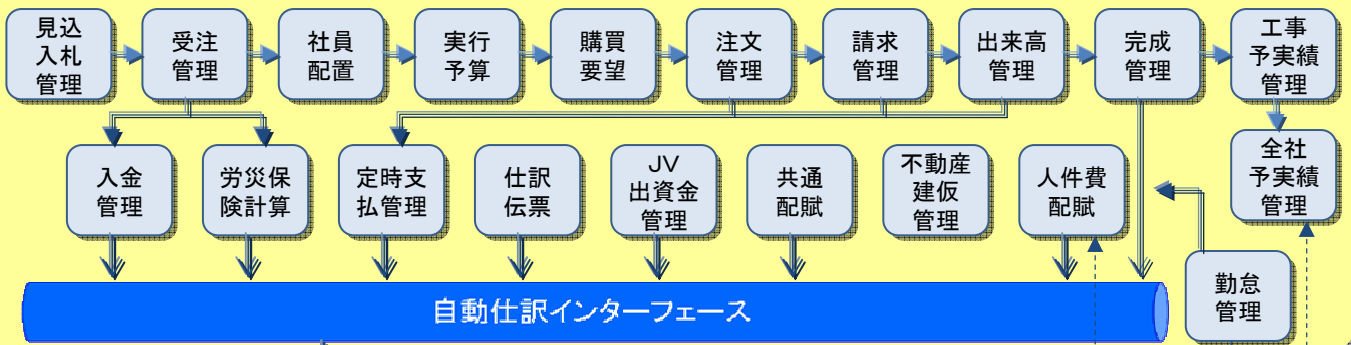 見込
入札
管理
受注
管理
社員
配置
実行
予算
購買
要望
注文
管理
請求
管理
出来高
管理
完成
管理
工事
予実績
管理
入金
管理
労災保
険計算
定時支
払管理
仕訳
伝票
JV
出資金
管理
共通
配賦
不動産
建仮
管理
人件費
配賦
全社
予実績
管理
勤怠
管理
自動仕訳インターフェース